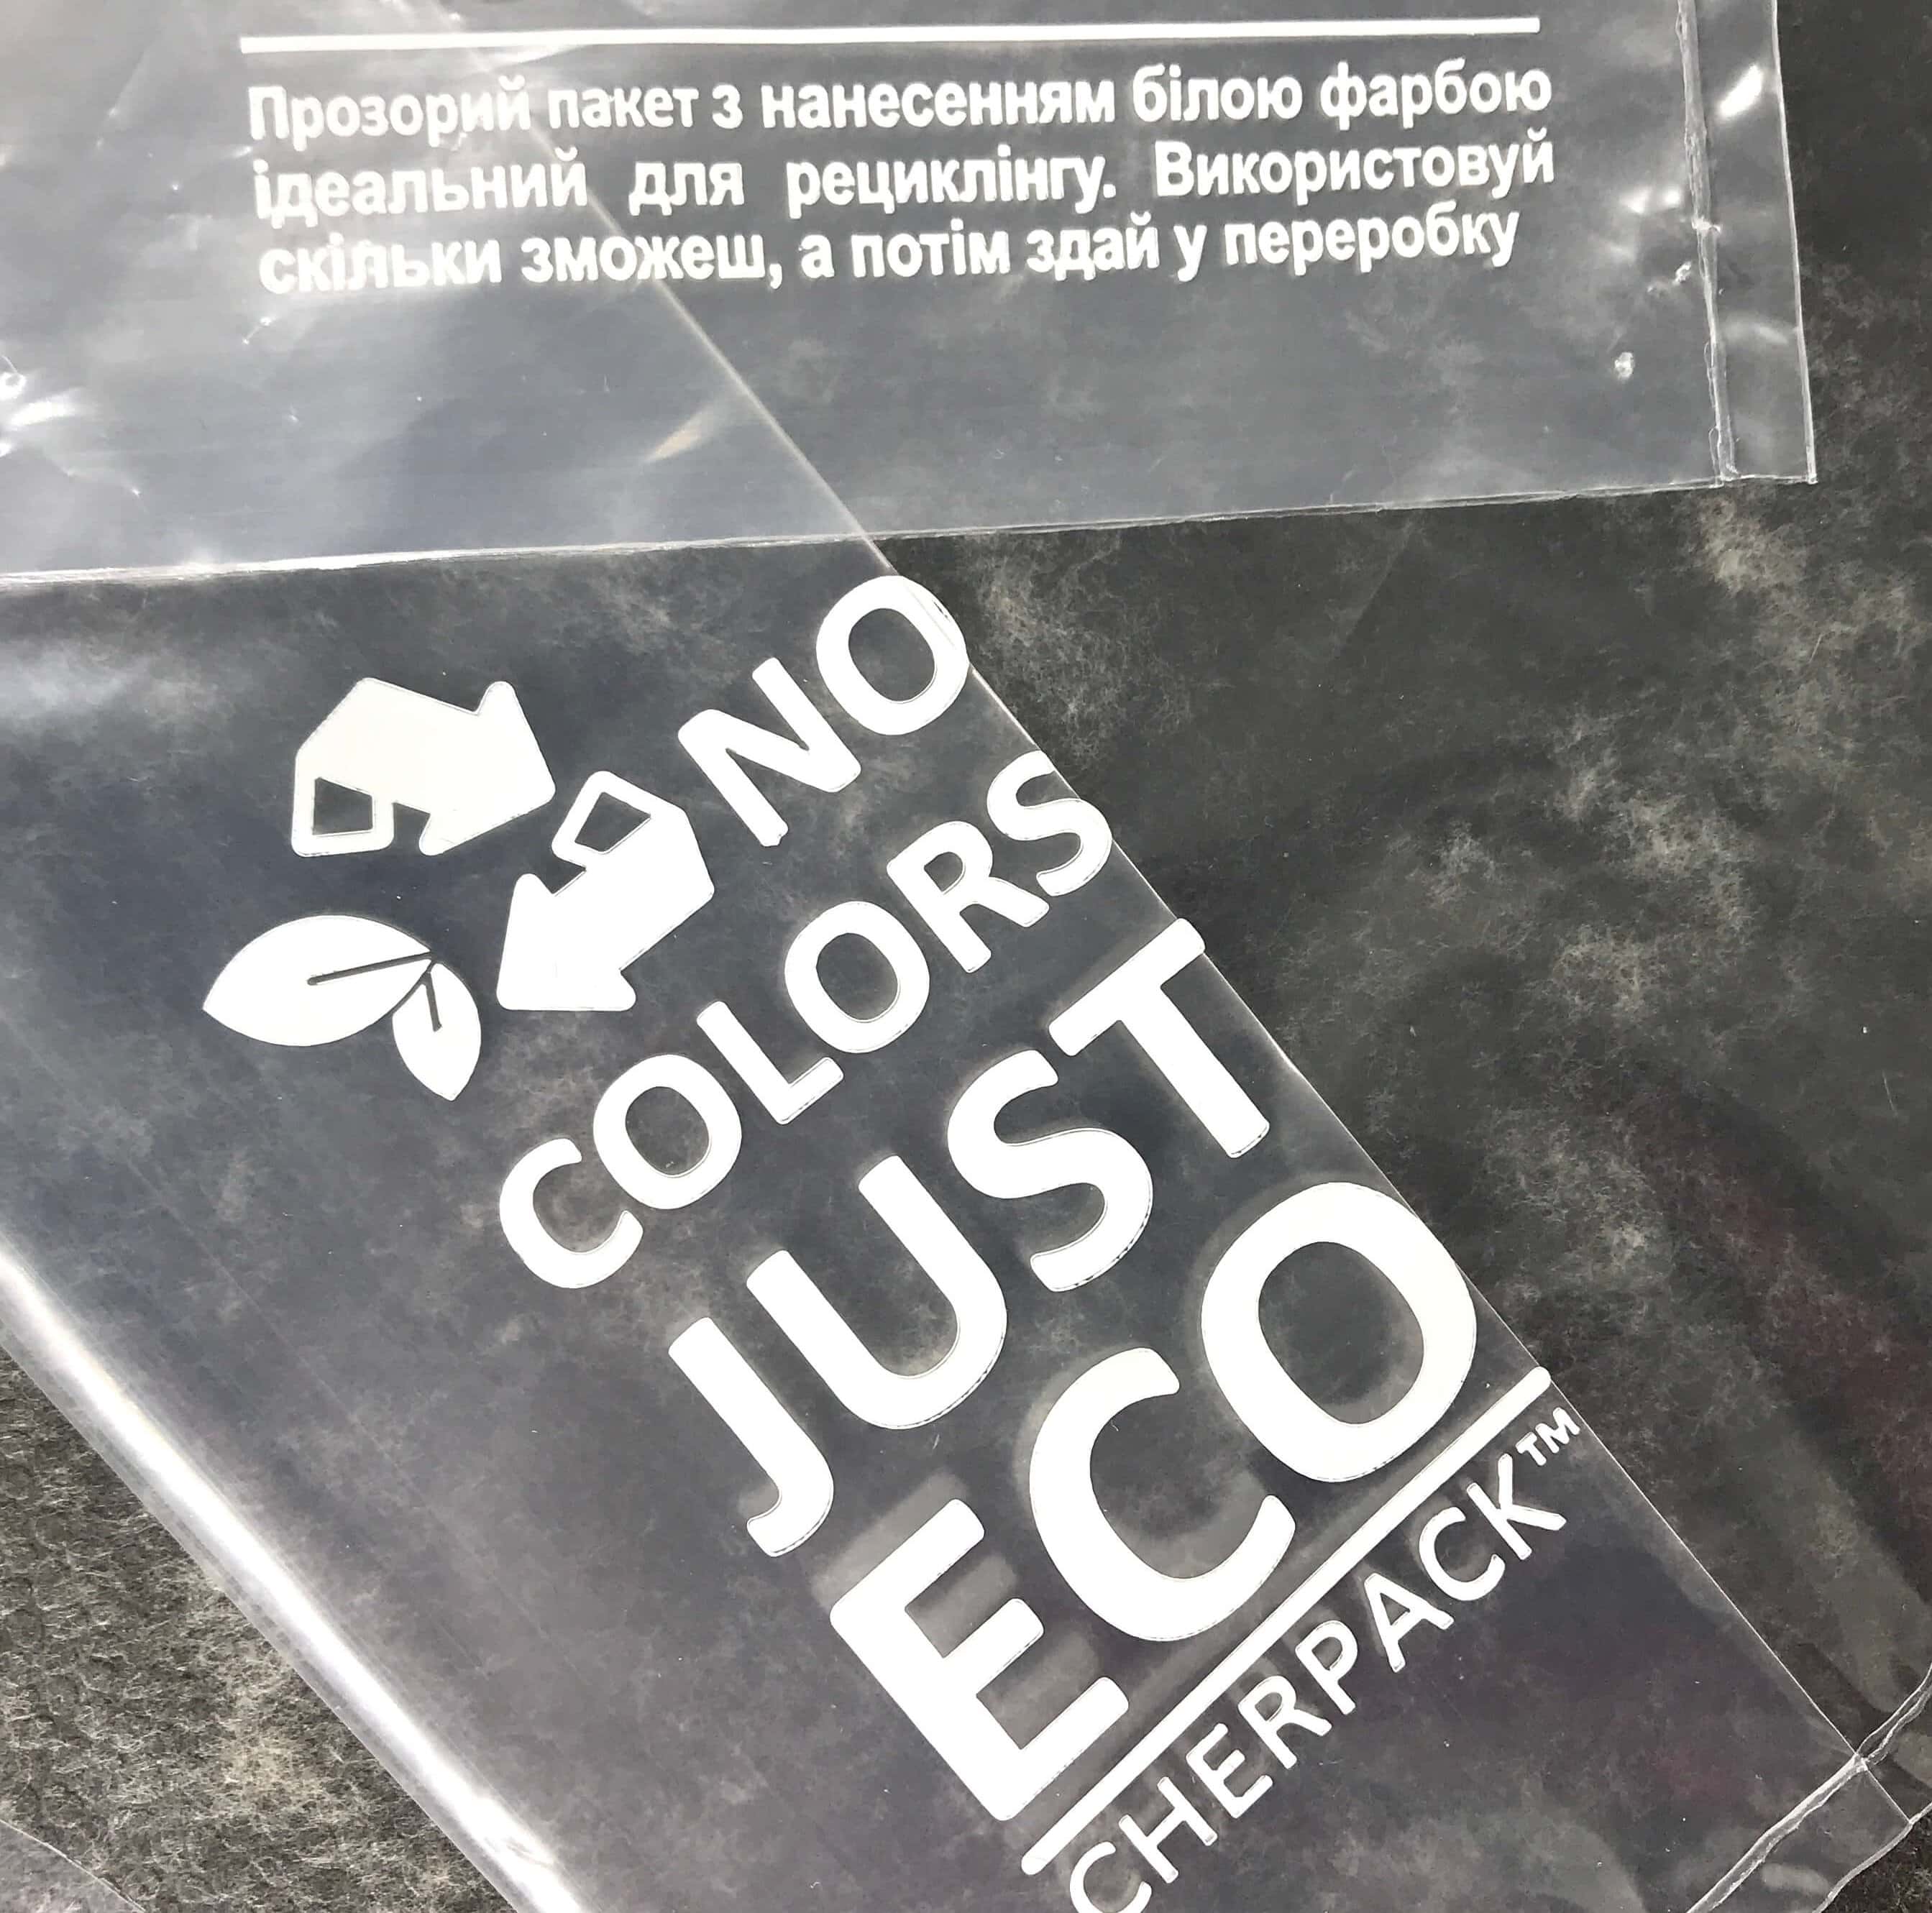 Прозорий пакет з нанесенням білою фарбою
ідеальний для рециклінгу. Використовуй
скільки зможеш, а потім здай у переробку
NO
COLORS
JUST
ECO
CHERPACK™